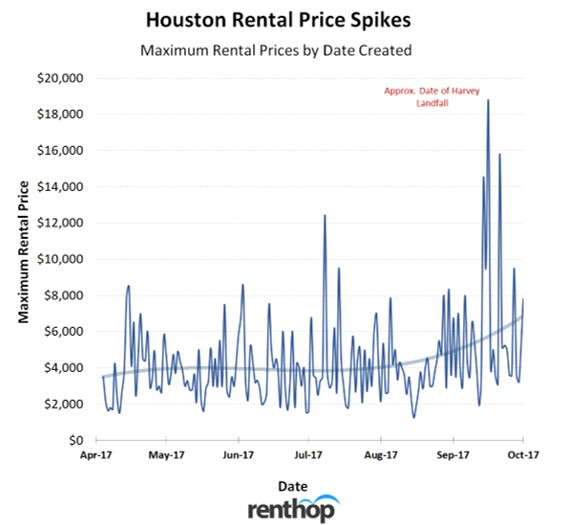 Houston Rental Price Spikes
Maximum Rental Prices by Date Created
$20,000
Approx. Date of Harvey
Landfall
$18,000
$16,000
$14,000
$12,000
$10,000
$8,000
$6,000
$4,000
$2,000
$0
Maximum Rental Price
Apr-17 May-17 Jun-17 Jul-17 Aug-17 Sep-17 Oct-17
Date
renthop